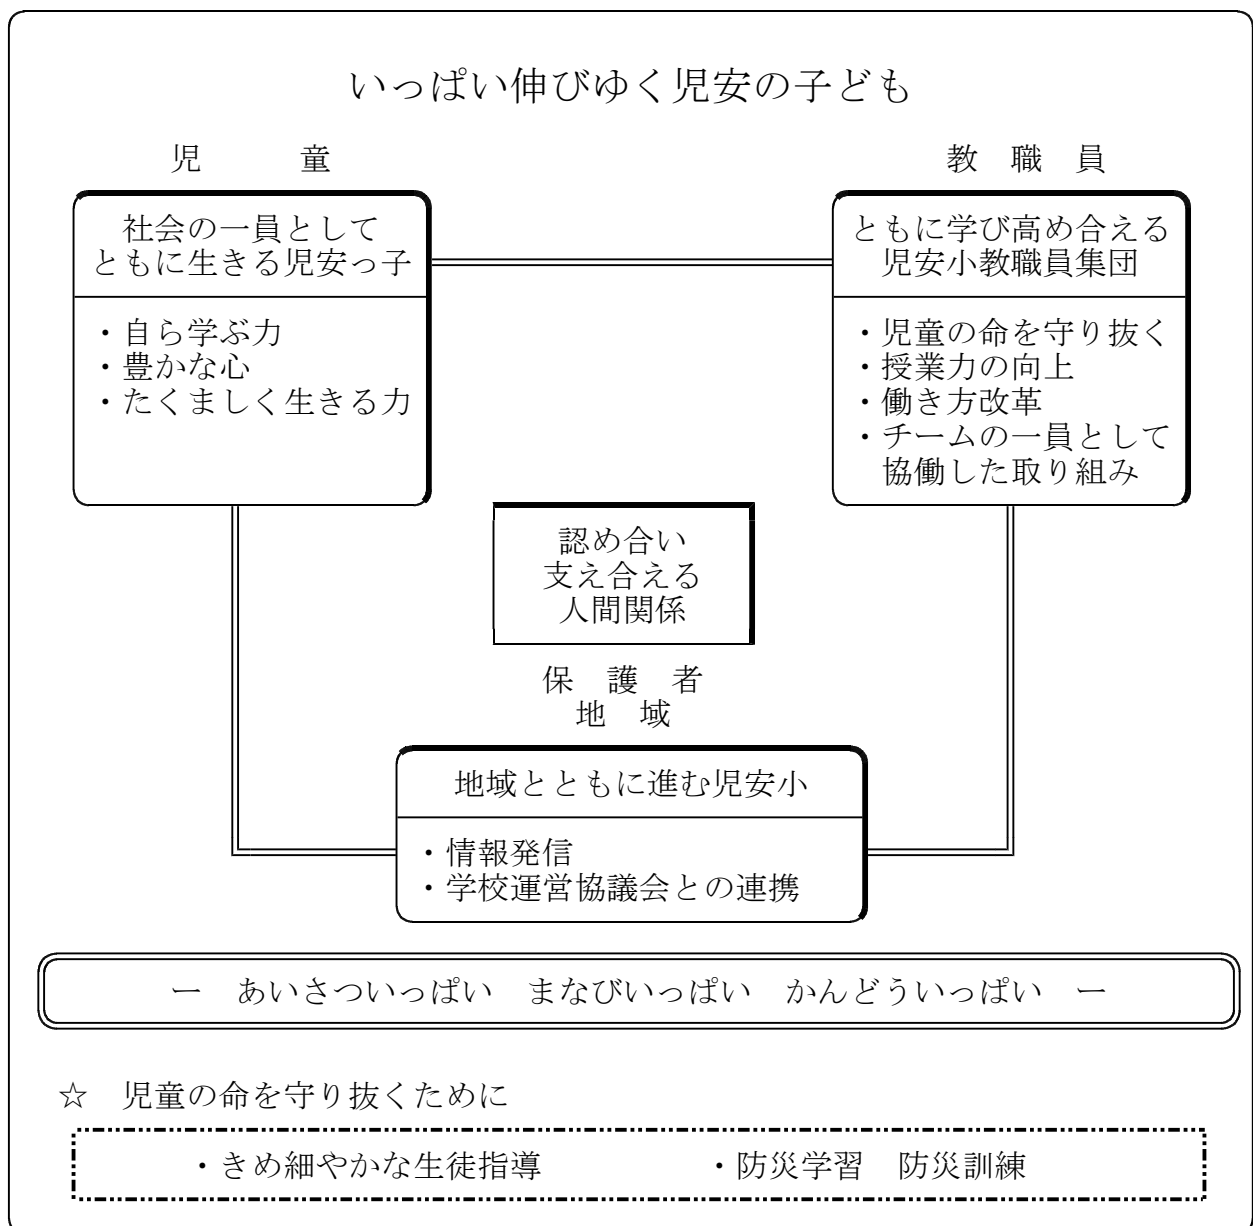 いっぱい伸びゆく児安の子ども
児　　　童
社会の一員として
ともに生きる児安っ子
・自ら学ぶ力
・豊かな心
・たくましく生きる力
教　職　員
ともに学び高め合える
児安小教職員集団
・児童の命を守り抜く
・授業力の向上
・働き方改革
・チームの一員として
協働した取り組み
認め合い
支え合える
人間関係
保　護　者
地　域
地域とともに進む児安小
・情報発信
・学校運営協議会との連携
ー　あいさついっぱい　まなびいっぱい　かんどういっぱい　ー
☆　児童の命を守り抜くために
・きめ細やかな生徒指導　　　　　・防災学習　防災訓練